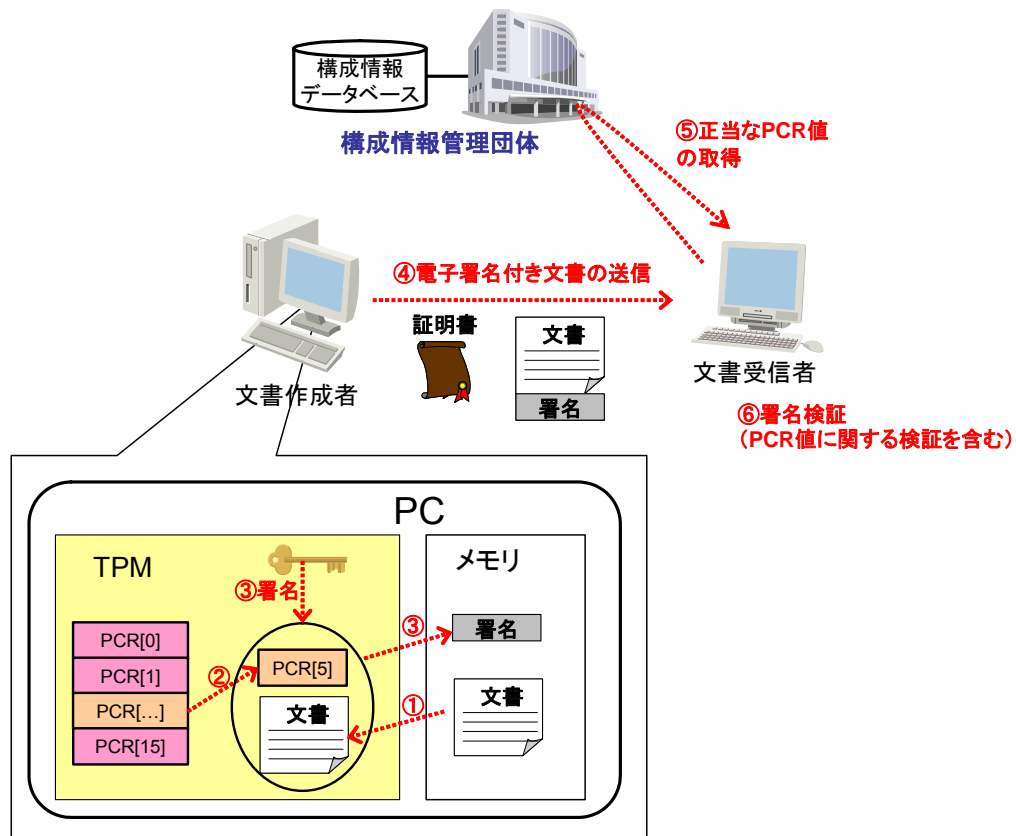 構成情報
データベース
構成情報管理団体
⑤正当なPCR値
の取得
④電子署名付き文書の送信
証明書
文書
署名
文書作成者
文書受信者
⑥署名検証
（PCR値に関する検証を含む）
PC
TPM
メモリ
③署名
PCR[0]
PCR[1]
PCR[…]
PCR[15]
②
PCR[5]
文書
③
署名
①
文書